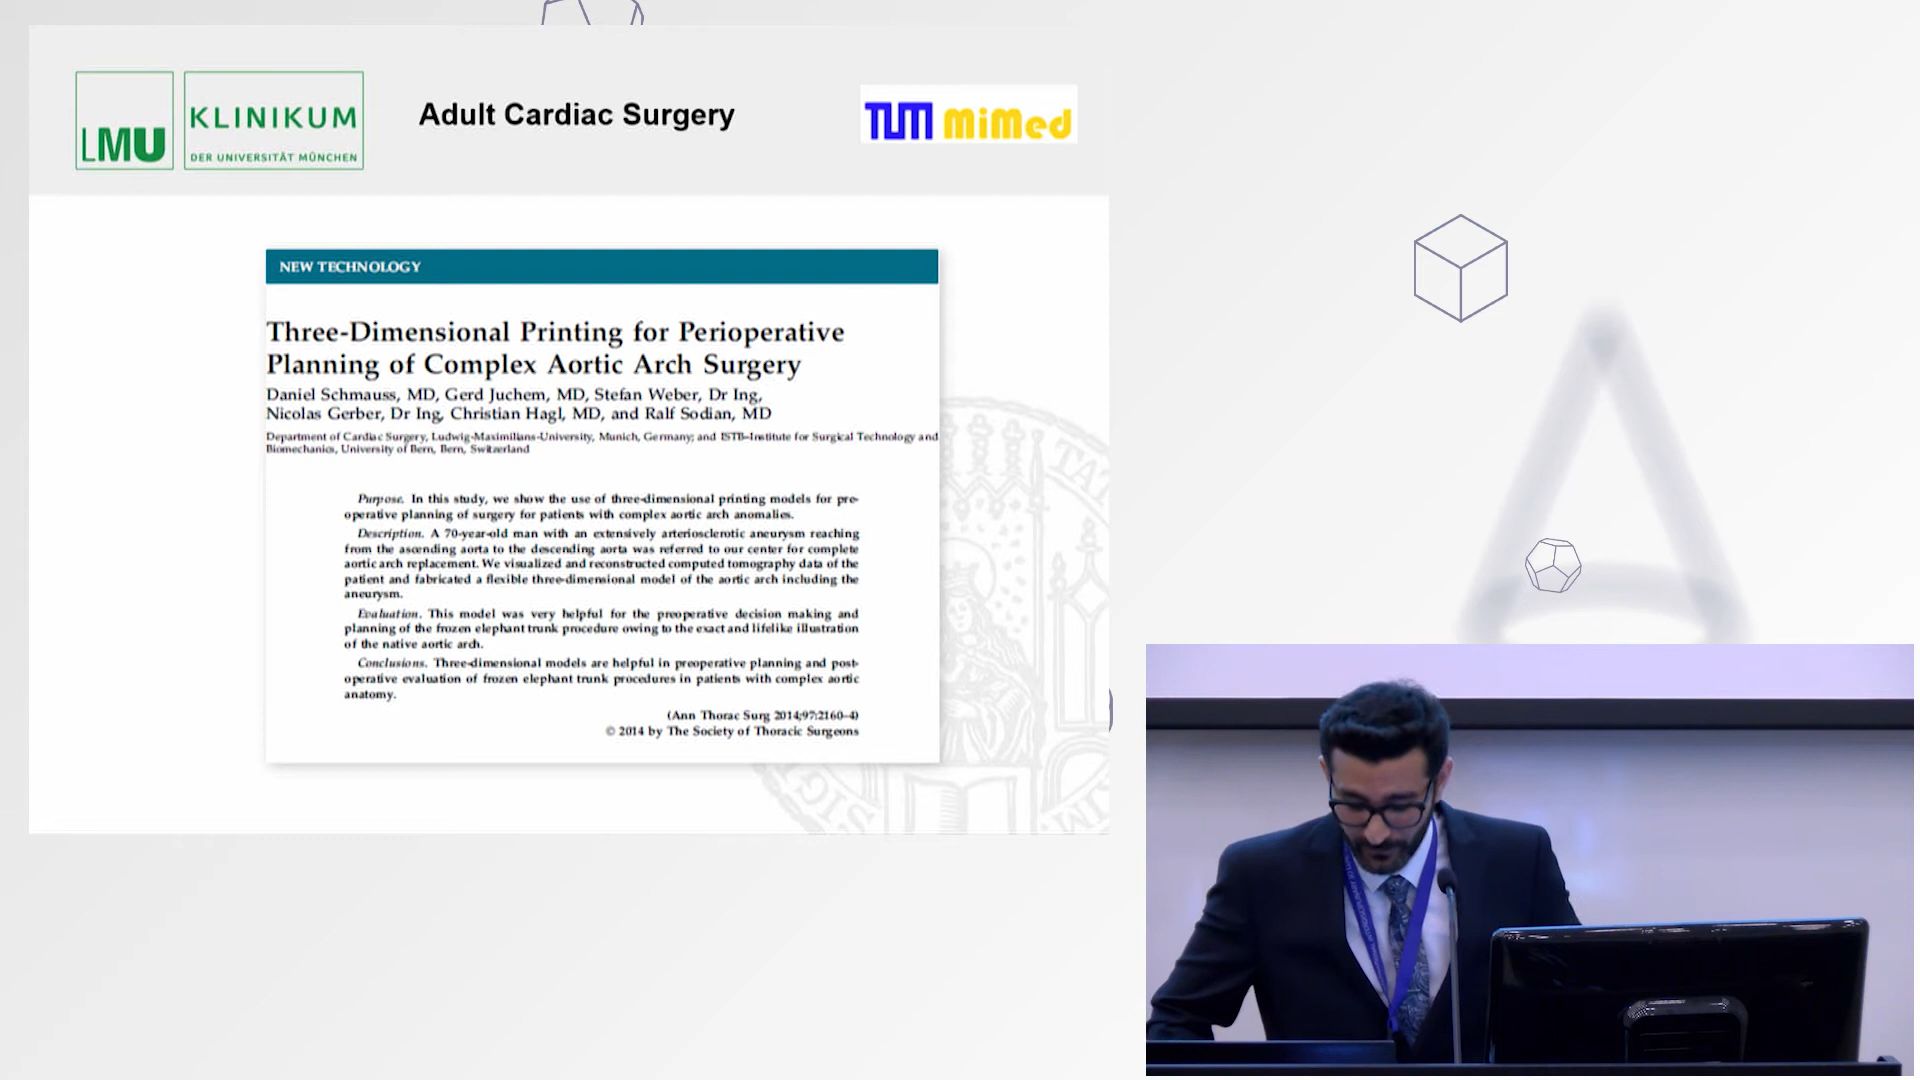 LMU
KLINIKUM
DER UNIVERSITÄT MÜNCHEN
Adult Cardiac Surgery
TUM MiMed
NEW TECHNOLOGY
Three-Dimensional Printing for Perioperative
Planning of Complex Aortic Arch Surgery
Daniel Schmauss, MD, Gerd Juchem, MD, Stefan Weber, Dr Ing,
Nicolas Gerber, Dr Ing, Christian Hagl, MD, and Ralf Sodian, MD
Department of Cardiac Surgery, Ludwig-Maximilians-University, Munich, Germany; and ISTB–Institute for Surgical Technology and
Biomechanics, University of Bern, Bern, Switzerland
Purpose. In this study, we show the use of three-dimensional printing models for pre-
operative planning of surgery for patients with complex aortic arch anomalies.
Description. A 70-year-old man with an extensively arteriosclerotic aneurysm reaching
from the ascending aorta to the descending aorta was referred to our center for complete
aortic arch replacement. We visualized and reconstructed computed tomography data of the
patient and fabricated a flexible three-dimensional model of the aortic arch including the
aneurysm.
Evaluation. This model was very helpful for the preoperative decision making and
planning of the frozen elephant trunk procedure owing to the exact and lifelike illustration
of the native aortic arch.
Conclusions. Three-dimensional models are helpful in preoperative planning and post-
operative evaluation of frozen elephant trunk procedures in patients with complex aortic
anatomy.
(Ann Thorac Surg 2014;97:2160–4)
© 2014 by The Society of Thoracic Surgeons